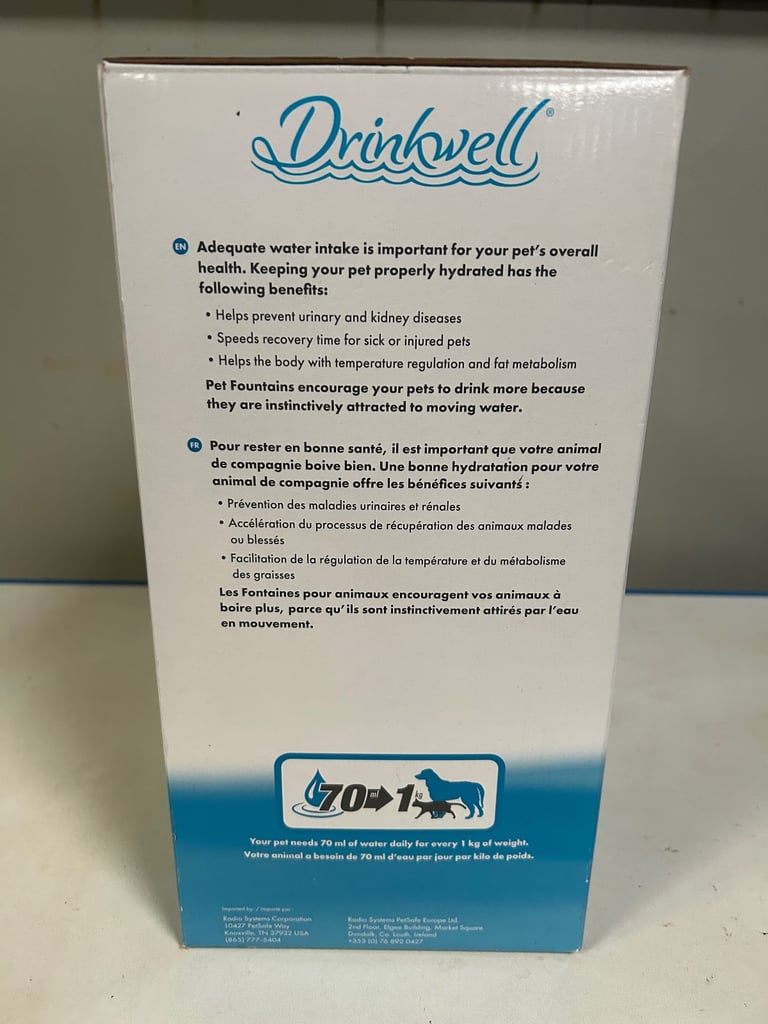 Drinkwell®
EN Adequate water intake is important for your pet's overall
health. Keeping your pet properly hydrated has the
following benefits:
• Helps prevent urinary and kidney diseases
• Speeds recovery time for sick or injured pets
• Helps the body with temperature regulation and fat metabolism
Pet Fountains encourage your pets to drink more because
they are instinctively attracted to moving water.
FR Pour rester en bonne santé, il est important que votre animal
de compagnie boive bien. Une bonne hydratation pour votre
animal de compagnie offre les bénéfices suivants :
• Prévention des maladies urinaires et rénales
• Accélération du processus de récupération des animaux malades
ou blessés
• Facilitation de la régulation de la température et du métabolisme
des graisses
Les Fontaines pour animaux encouragent vos animaux à
boire plus, parce qu'ils sont instinctivement attirés par l'eau
en mouvement.
70 ml 1 kg
Your pet needs 70 ml of water daily for every 1 kg of weight.
Votre animal a besoin de 70 ml d'eau par jour par kilo de poids.
Imported by: / Importé par :
Radio Systems Corporation
10427 PetSafe Way
Knoxville, TN 37932 USA
(865) 777-5404
Radio Systems PetSafe Europe Ltd.
2nd Floor, Elgee Building, Market Square
Dundalk, Co. Louth, Ireland
+353 (0) 76 892 0427